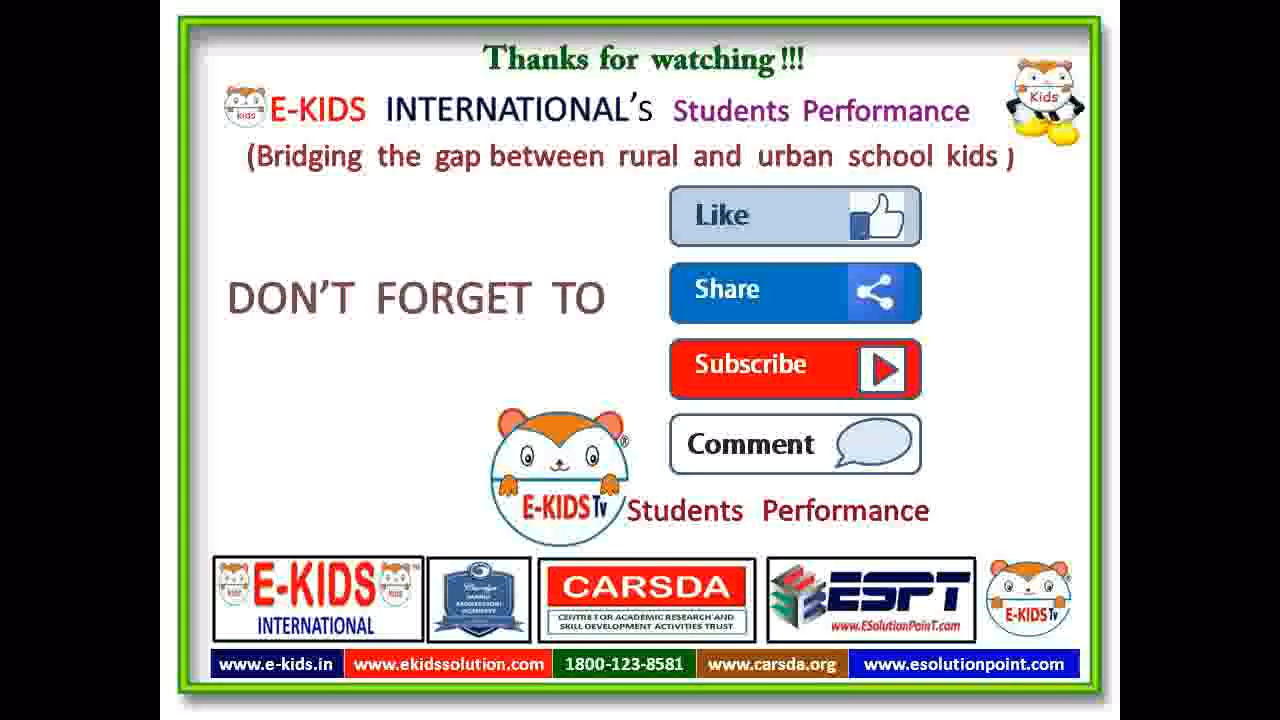 Thanks for watching !!!
kids E-KIDS INTERNATIONAL'S Students Performance
Kids
(Bridging the gap between rural and urban school kids )
Like
Share
DON'T FORGET TO
Subscribe
Comment
®
E-KIDS Tv Students Performance
E-KIDS
INTERNATIONAL
CARSDA
CENTRE FOR ACADEMIC RESEARCH AND
SKILL DEVELOPMENT ACTIVITIES TRUST
ESPT
www.ESolutionPoinT.com
E-KIDS Tv
www.e-kids.in www.ekidssolution.com 1800-123-8581 www.carsda.org www.esolutionpoint.com